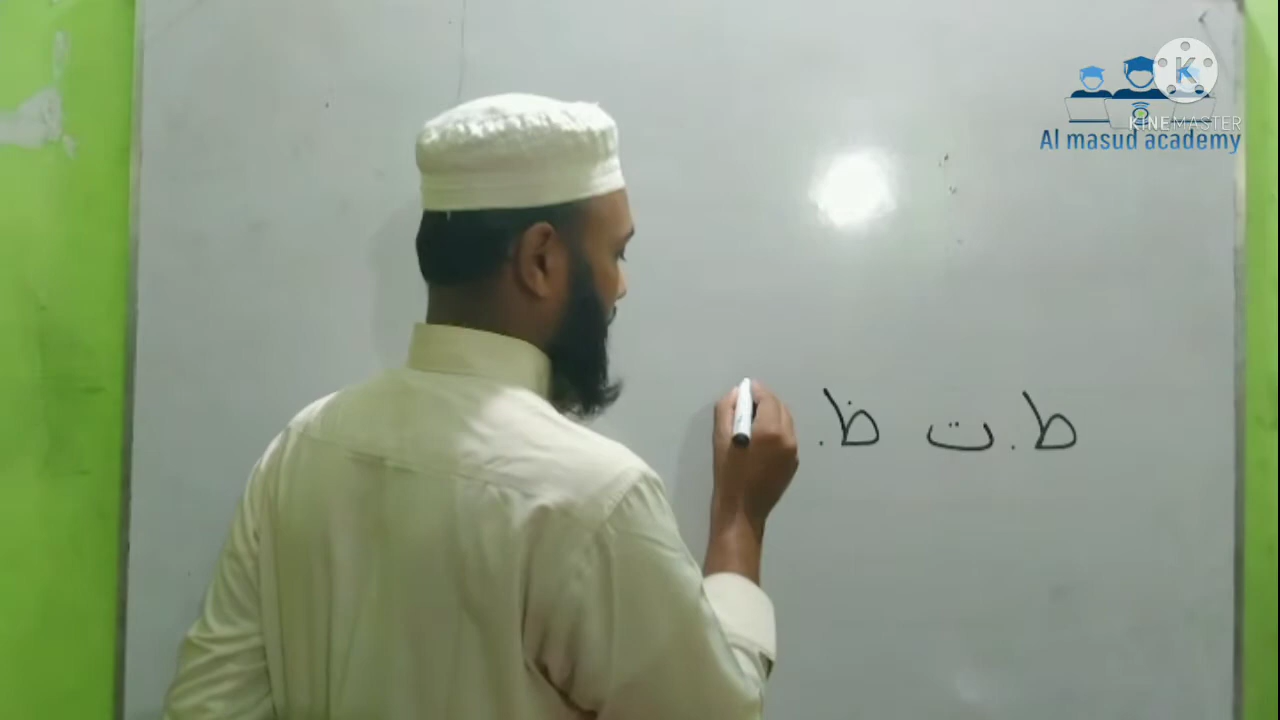 KINEMASTER
Al masud academy
ط . ت ظ .